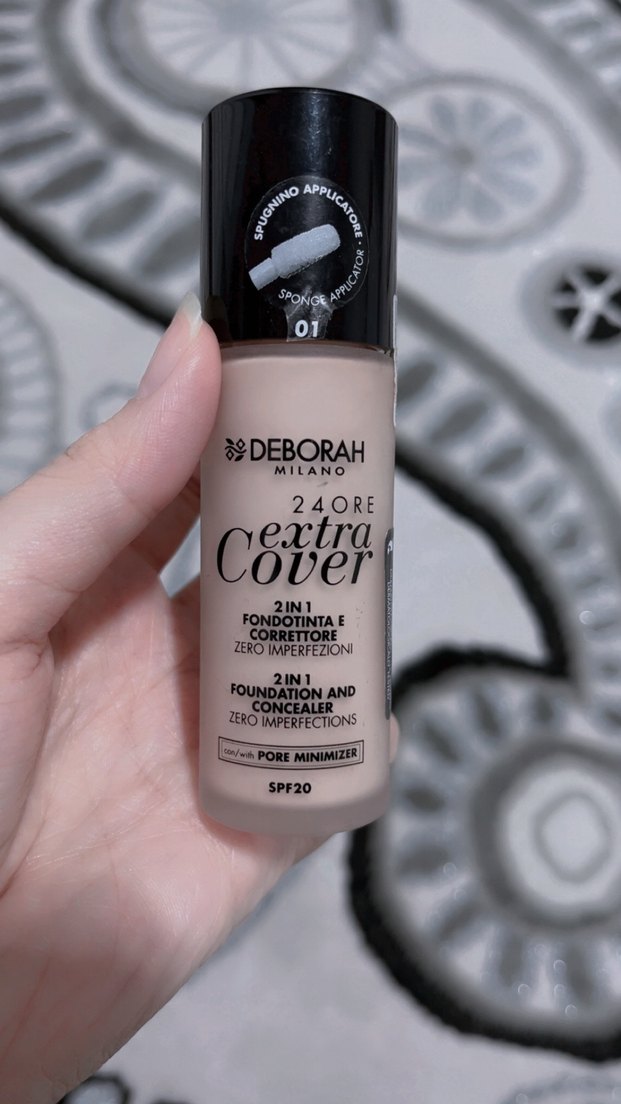 SPUGNINO APPLICATORE ·
SPONGE APPLICATOR ·
01
DEBORAH
MILANO
24ORE
extra
Cover
2 IN 1
FONDOTINTA E
CORRETTORE
ZERO IMPERFEZIONI
2 IN 1
FOUNDATION AND
CONCEALER
ZERO IMPERFECTIONS
con/with PORE MINIMIZER
SPF20